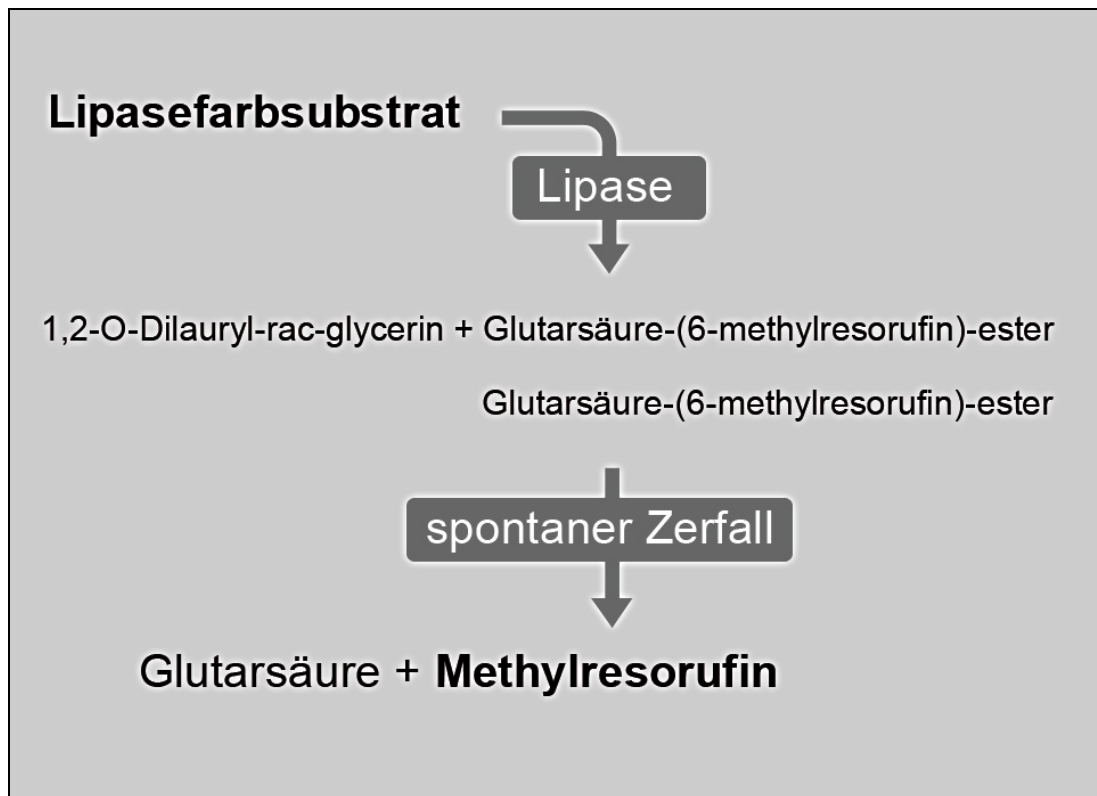 Lipasefarbsubstrat
Lipase
1,2-O-Dilauryl-rac-glycerin + Glutarsäure-(6-methylresorufin)-ester
Glutarsäure-(6-methylresorufin)-ester
spontaner Zerfall
Glutarsäure + Methylresorufin